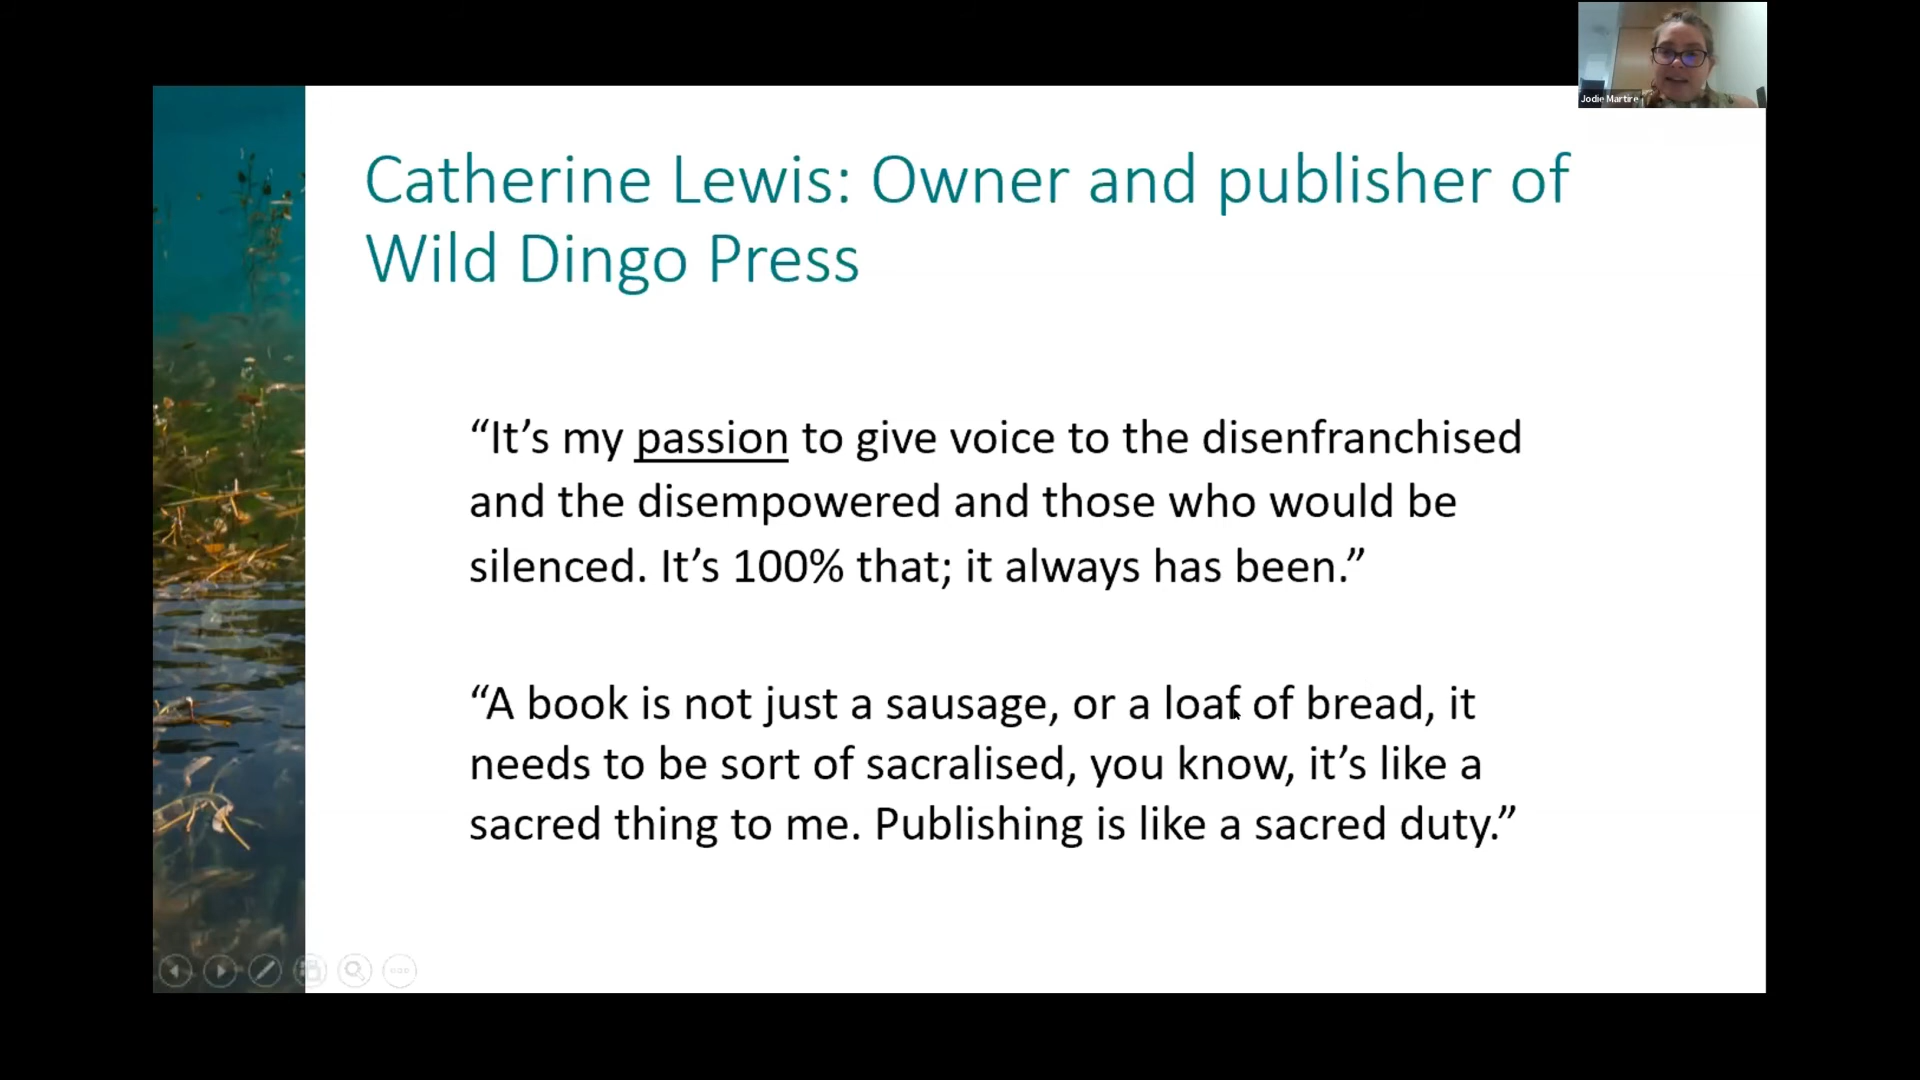 Jodie Martire
Catherine Lewis: Owner and publisher of
Wild Dingo Press
“It’s my passion to give voice to the disenfranchised
and the disempowered and those who would be
silenced. It’s 100% that; it always has been.”
“A book is not just a sausage, or a loaf of bread, it
needs to be sort of sacralised, you know, it’s like a
sacred thing to me. Publishing is like a sacred duty.”